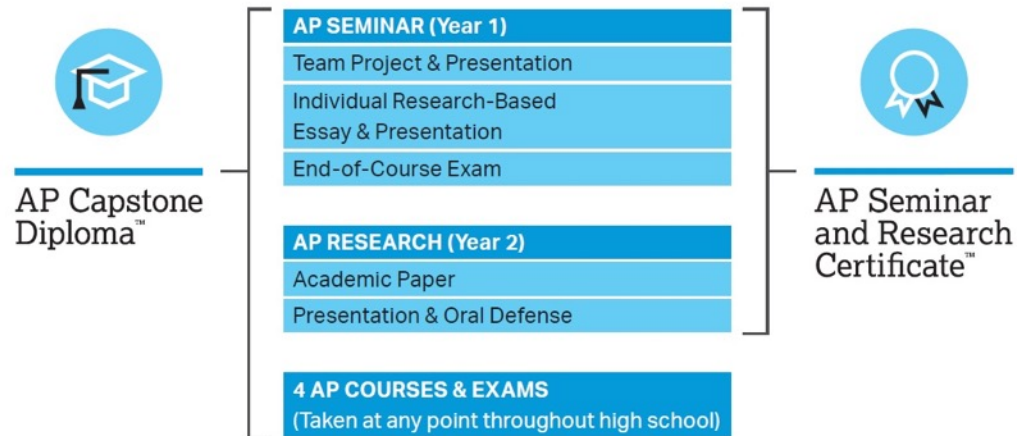 AP Capstone
Diploma™
AP SEMINAR (Year 1)
Team Project & Presentation
Individual Research-Based
Essay & Presentation
End-of-Course Exam
AP RESEARCH (Year 2)
Academic Paper
Presentation & Oral Defense
4 AP COURSES & EXAMS
(Taken at any point throughout high school)
AP Seminar
and Research
Certificate™